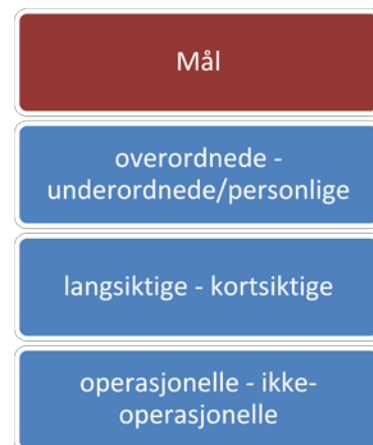 Mål
overordnede -
underordnede/personlige
langsiktige - kortsiktige
operasjonelle - ikke-
operasjonelle